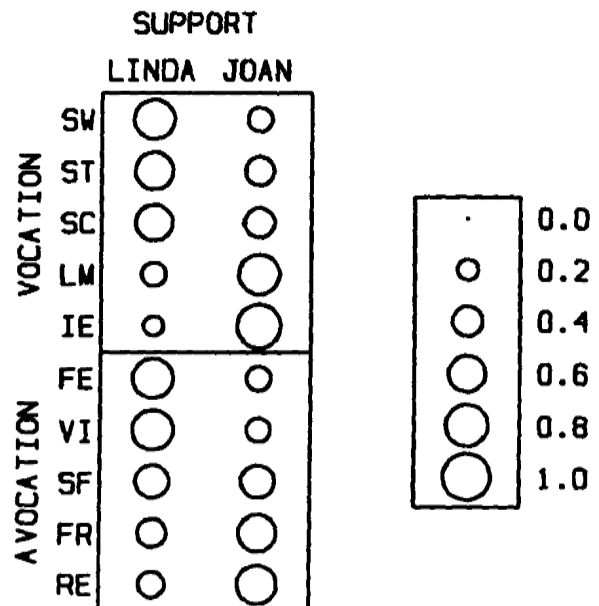 SUPPORT
LINDA JOAN
VOCATION
SW
ST
SC
LM
IE
AVOCATION
FE
VI
SF
FR
RE
0.0
0.2
0.4
0.6
0.8
1.0